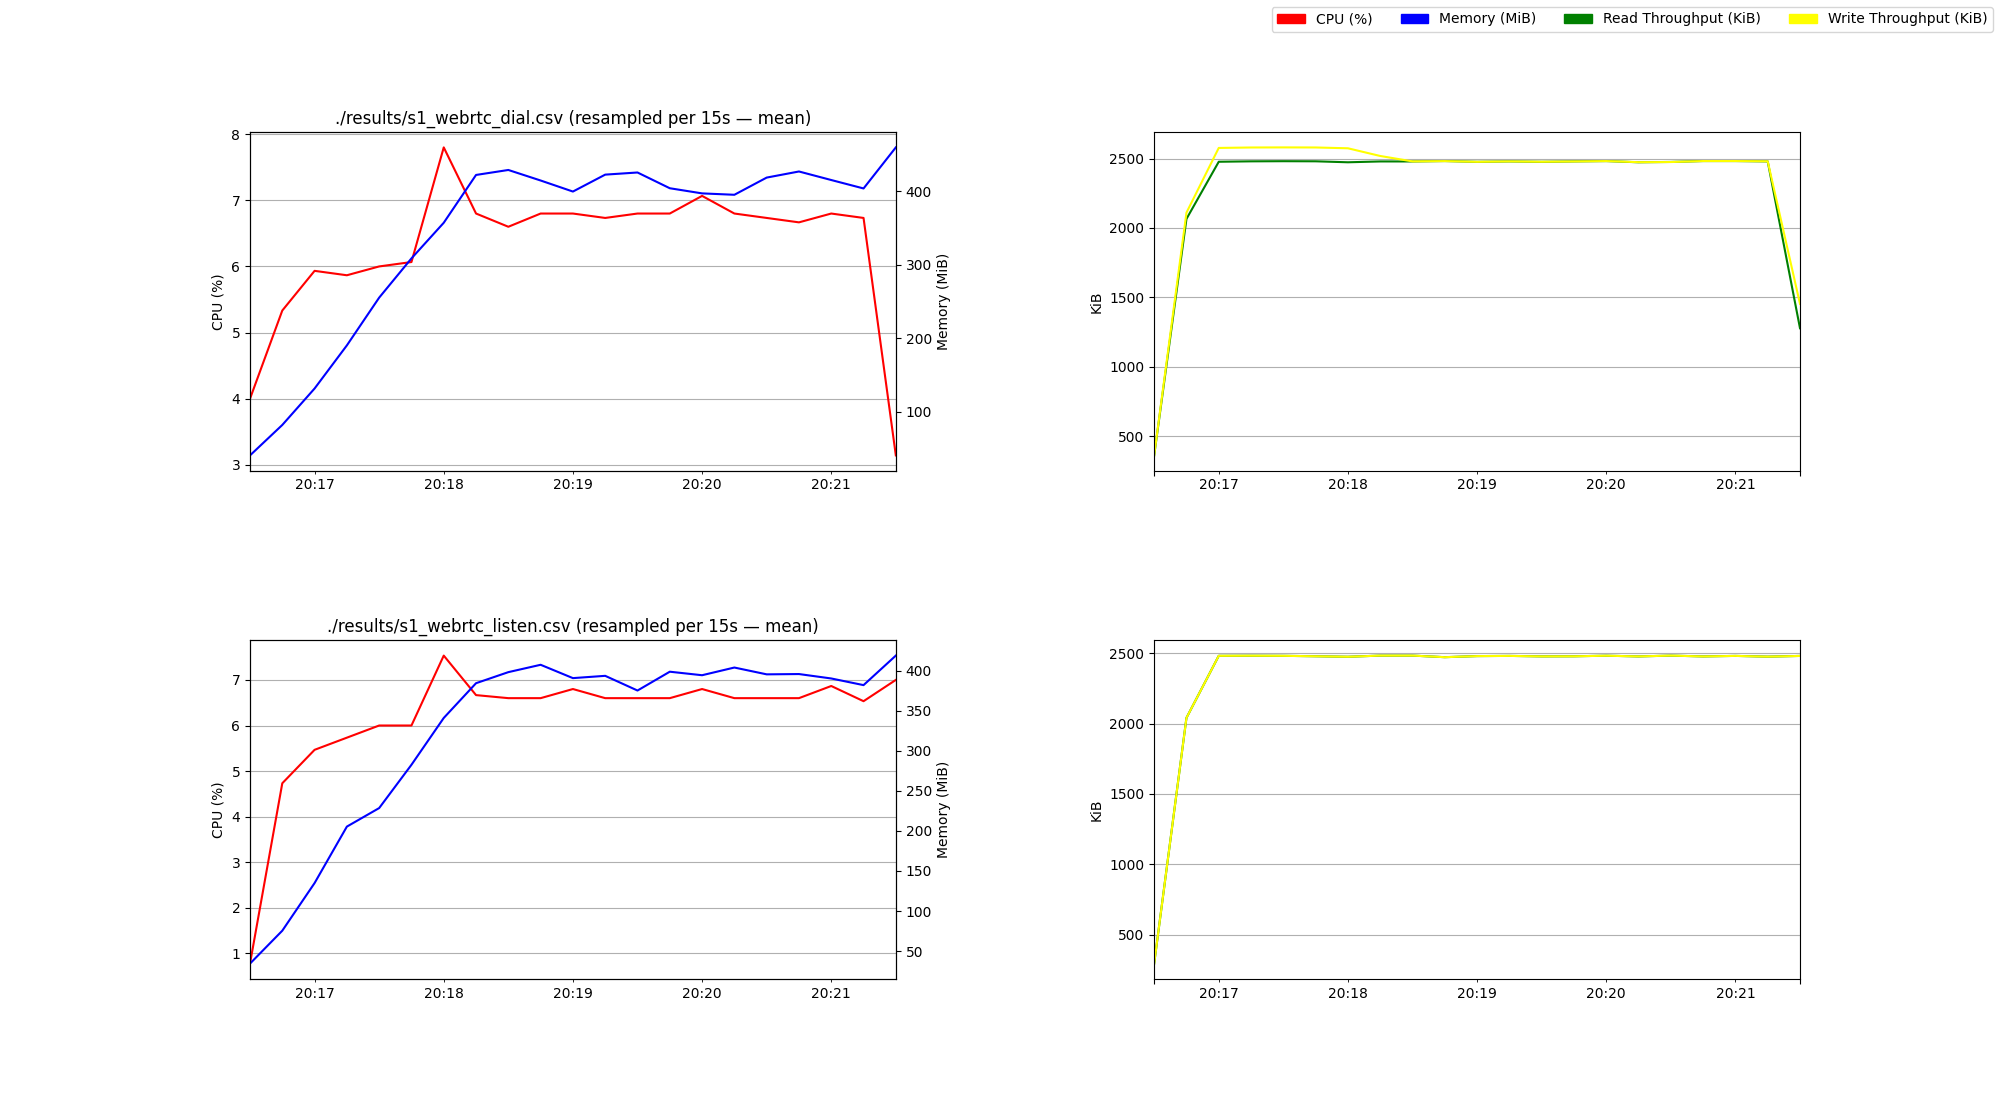 CPU (%) Memory (MiB) Read Throughput (KiB) Write Throughput (KiB)
./results/s1_webrtc_dial.csv (resampled per 15s — mean)
8
7
6
5
4
3
CPU (%)
400
300
200
100
Memory (MiB)
20:17 20:18 20:19 20:20 20:21
2500
2000
1500
1000
500
KiB
20:17 20:18 20:19 20:20 20:21
./results/s1_webrtc_listen.csv (resampled per 15s — mean)
7
6
5
4
3
2
1
CPU (%)
400
350
300
250
200
150
100
50
Memory (MiB)
20:17 20:18 20:19 20:20 20:21
2500
2000
1500
1000
500
KiB
20:17 20:18 20:19 20:20 20:21